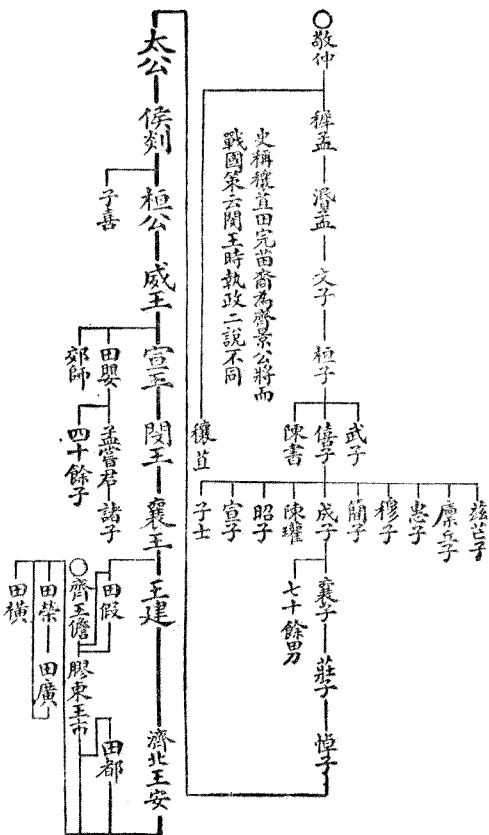 敬仲
穉孟
湣孟
文子
桓子
武子
僖子
陳書
穰苴
史稱穰苴田完苗裔為齊景公將而
戰國策云閔王時執政二說不同
茲芒子
廩丘子
惠子
穆子
簡子
成子
陳瓘
昭子
宣子
子士
襄子
七十餘男
莊子
悼子
太公
侯剡
桓公
子喜
威王
宣王
田嬰
郊師
閔王
孟嘗君
諸子
四十餘子
襄王
王建
田假
齊王儋
田榮
田橫
膠東王巿
田廣
田都
濟北王安